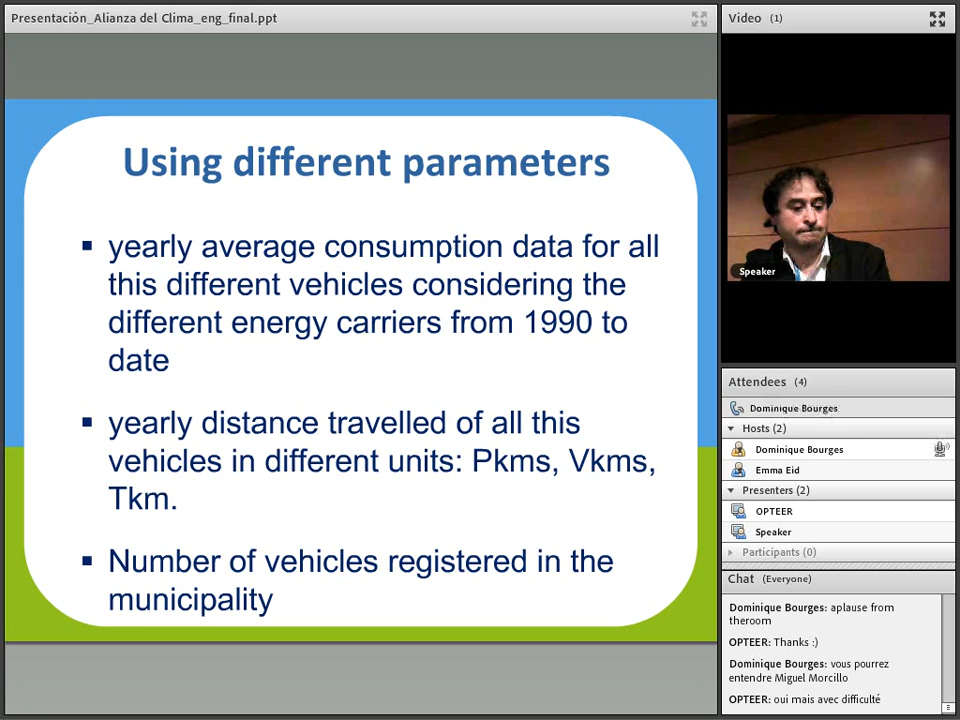 Presentación_Alianza del Clima_eng_final.ppt
Using different parameters
▪ yearly average consumption data for all
this different vehicles considering the
different energy carriers from 1990 to
date
▪ yearly distance travelled of all this
vehicles in different units: Pkms, Vkms,
Tkm.
▪ Number of vehicles registered in the
municipality
Video (1)
Speaker
Attendees (4)
Dominique Bourges
Hosts (2)
Dominique Bourges
Emma Eid
Presenters (2)
OPTEER
Speaker
Participants (0)
Chat (Everyone)
Dominique Bourges: aplause from
theroom
OPTEER: Thanks :)
Dominique Bourges: vous pourrez
entendre Miguel Morcillo
OPTEER: oui mais avec difficulté